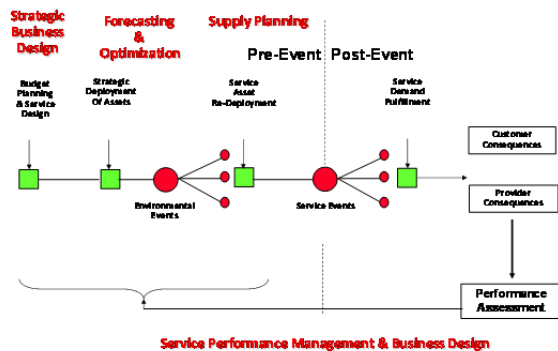 Strategic
Business
Design
Forecasting
&
Optimization
Supply Planning
Pre-Event
Post-Event
Budget
Planning
& Service
Design
Strategic
Deployment
Of Assets
Service
Asset
Re-Deployment
Service
Demand
Fulfillment
Customer
Consequences
Environmental
Events
Service Events
Provider
Consequences
Performance
Assessment
Service Performance Management & Business Design